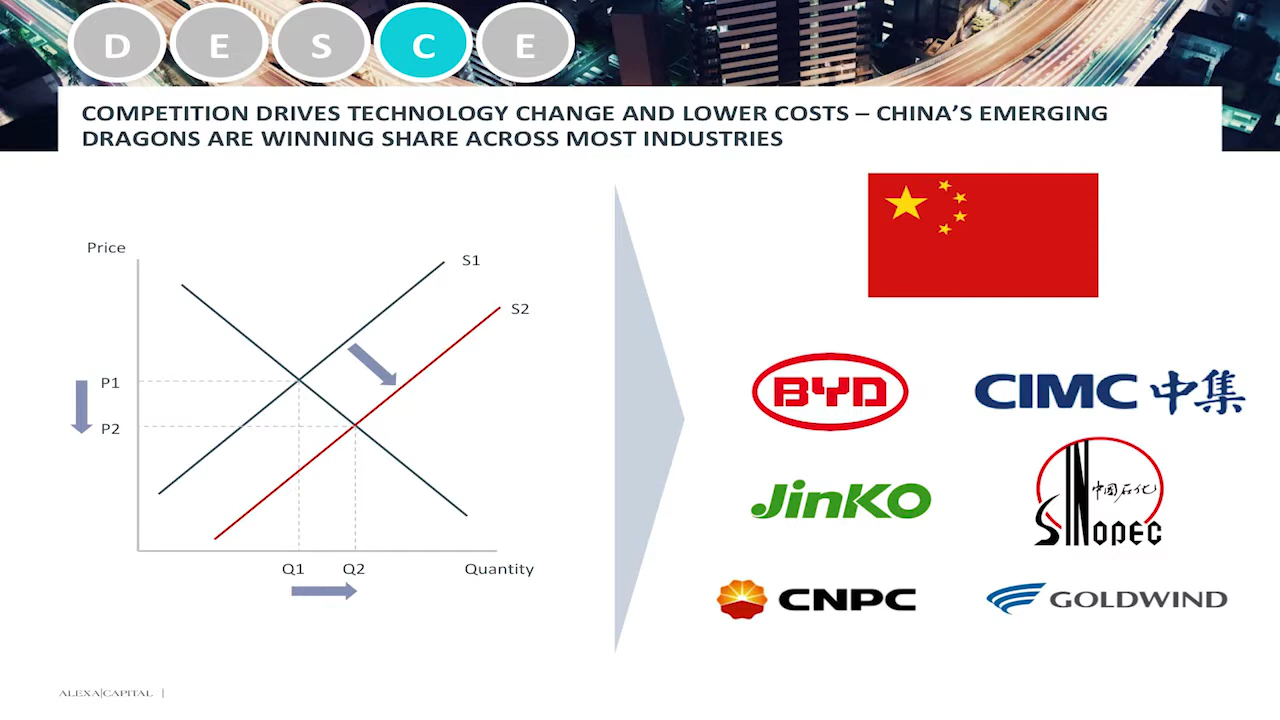 D E S C E
COMPETITION DRIVES TECHNOLOGY CHANGE AND LOWER COSTS – CHINA'S EMERGING
DRAGONS ARE WINNING SHARE ACROSS MOST INDUSTRIES
Price
S1
S2
P1
P2
Q1 Q2 Quantity
BYD
CIMC 中集
JinKO
中国石化
SINOPEC
CNPC
GOLDWIND
ALEXA|CAPITAL |